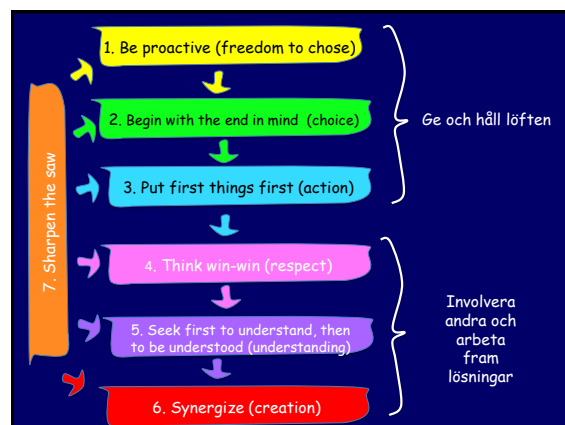 1. Be proactive (freedom to chose)
2. Begin with the end in mind (choice)
3. Put first things first (action)
Ge och håll löften
7. Sharpen the saw
4. Think win-win (respect)
5. Seek first to understand, then
to be understood (understanding)
6. Synergize (creation)
Involvera
andra och
arbeta
fram
lösningar